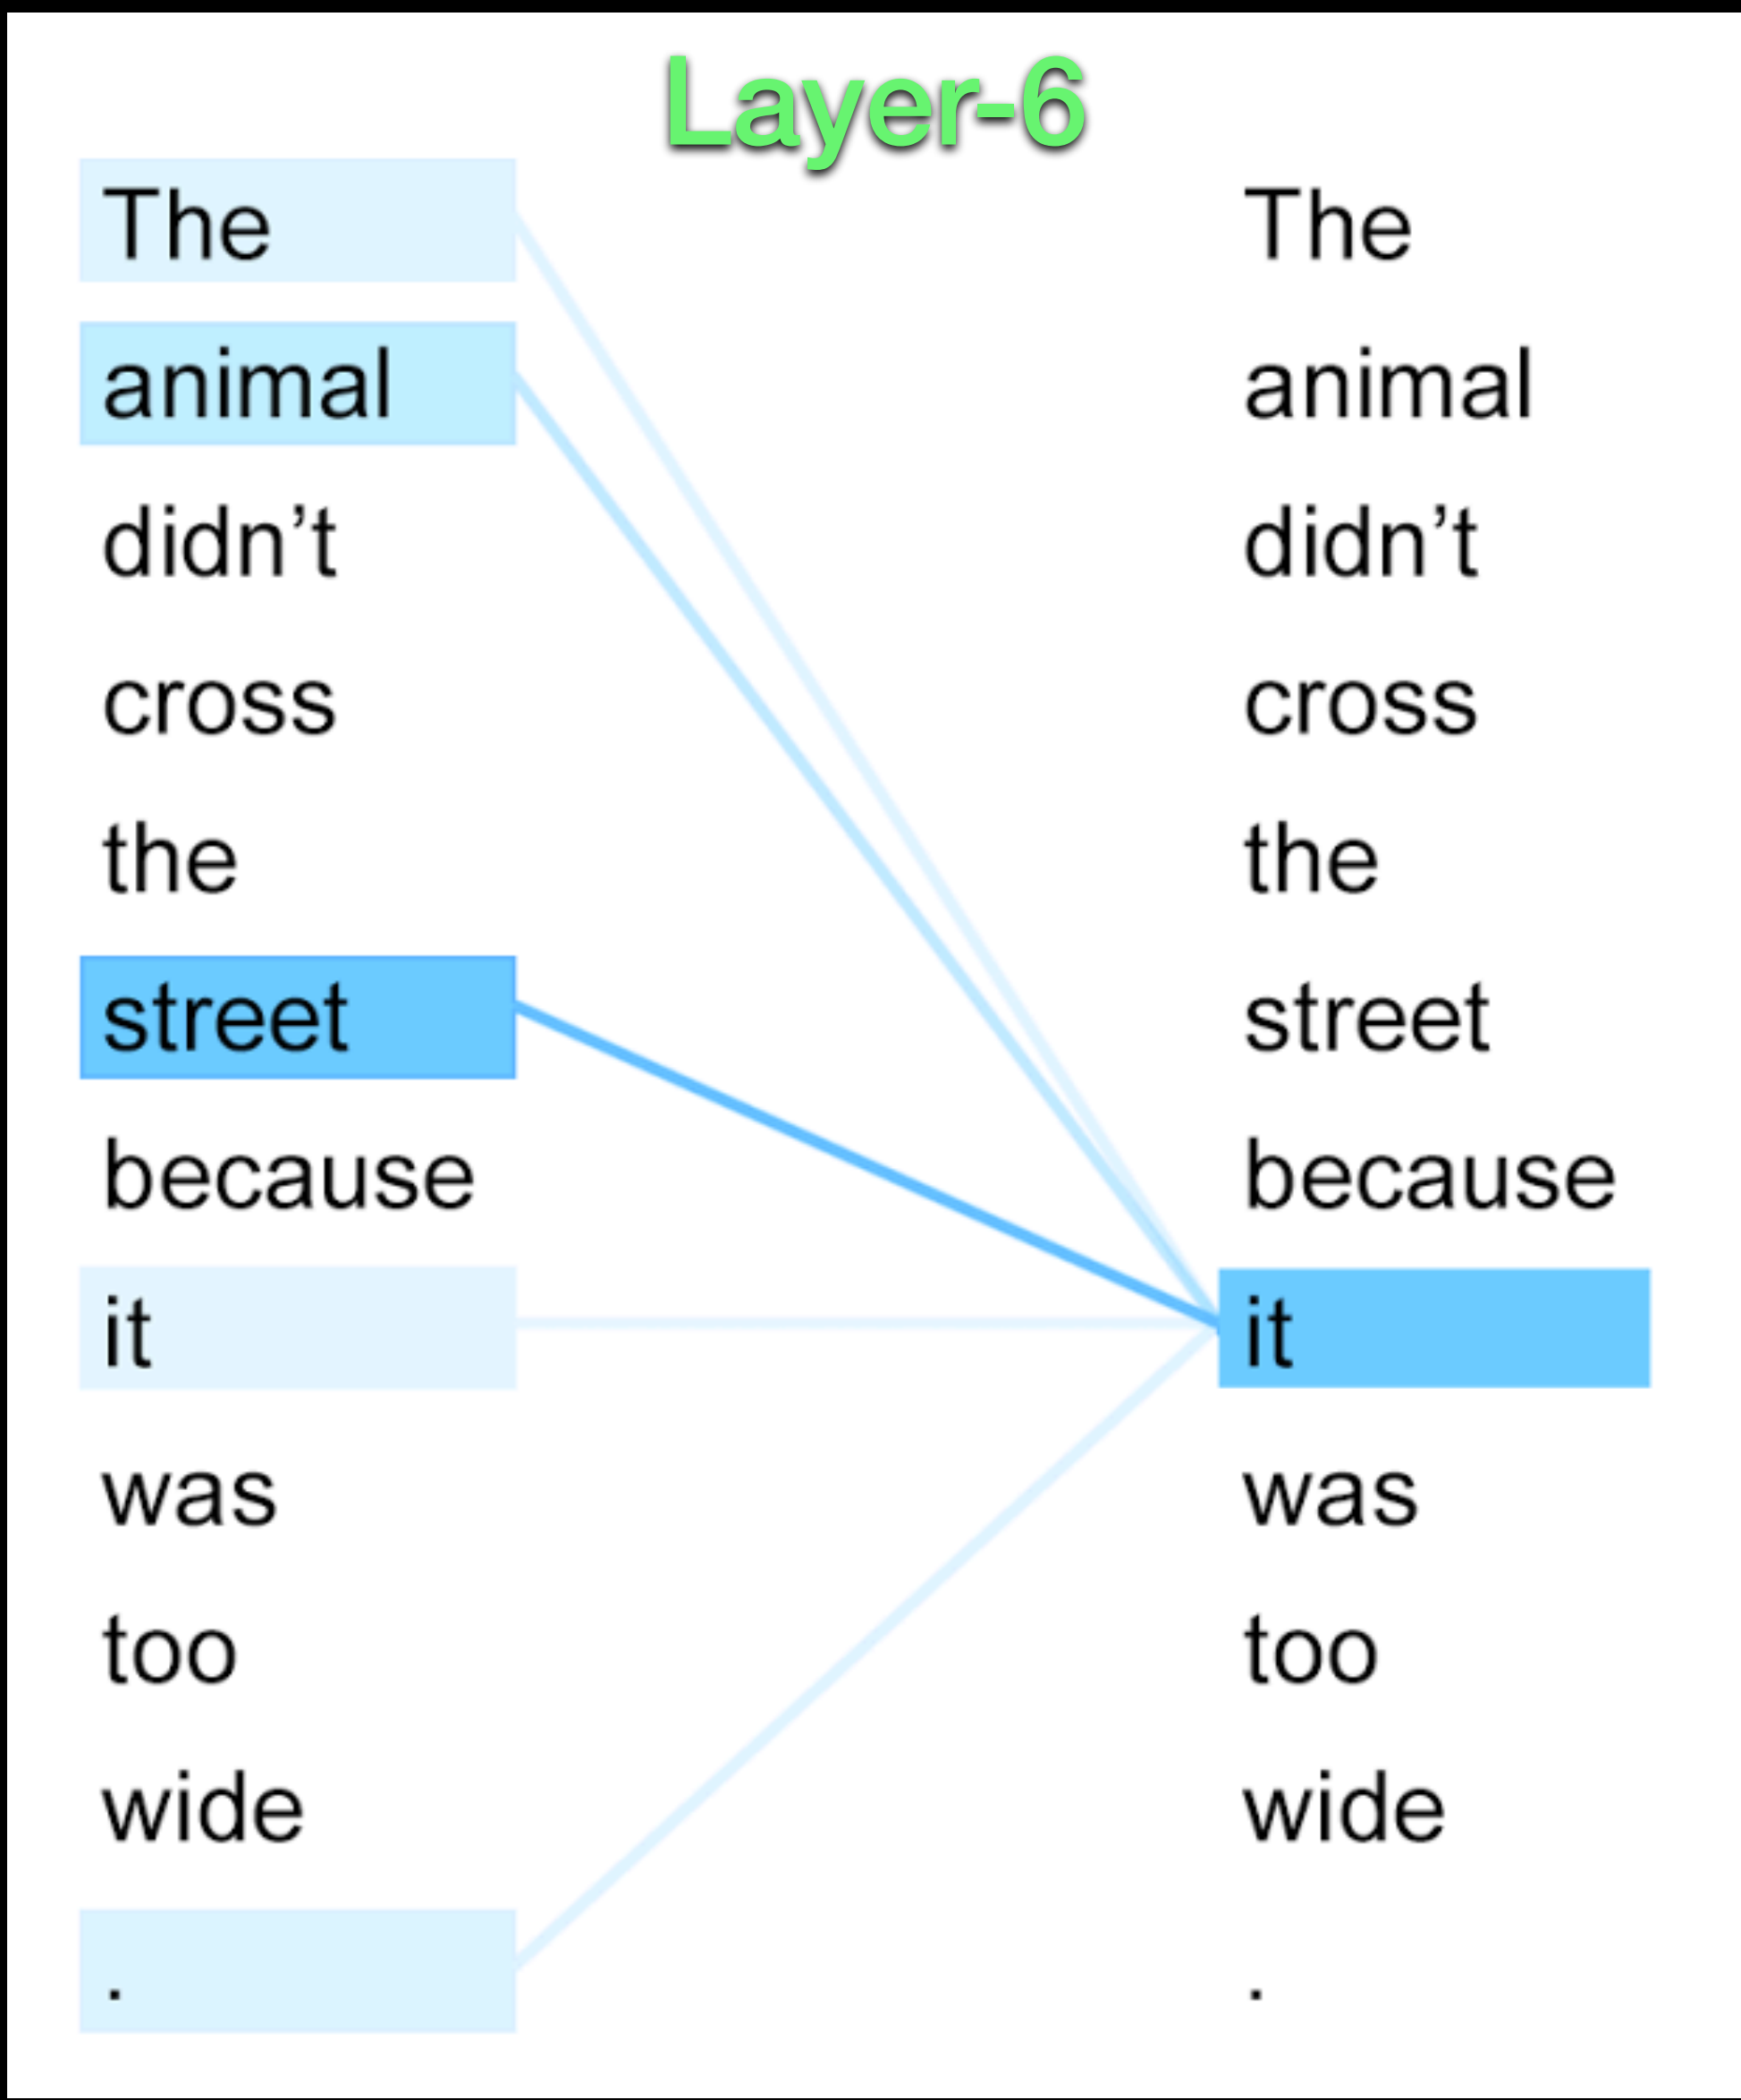 Layer-6
The
animal
didn’t
cross
the
street
because
it
was
too
wide
.
The
animal
didn’t
cross
the
street
because
it
was
too
wide
.